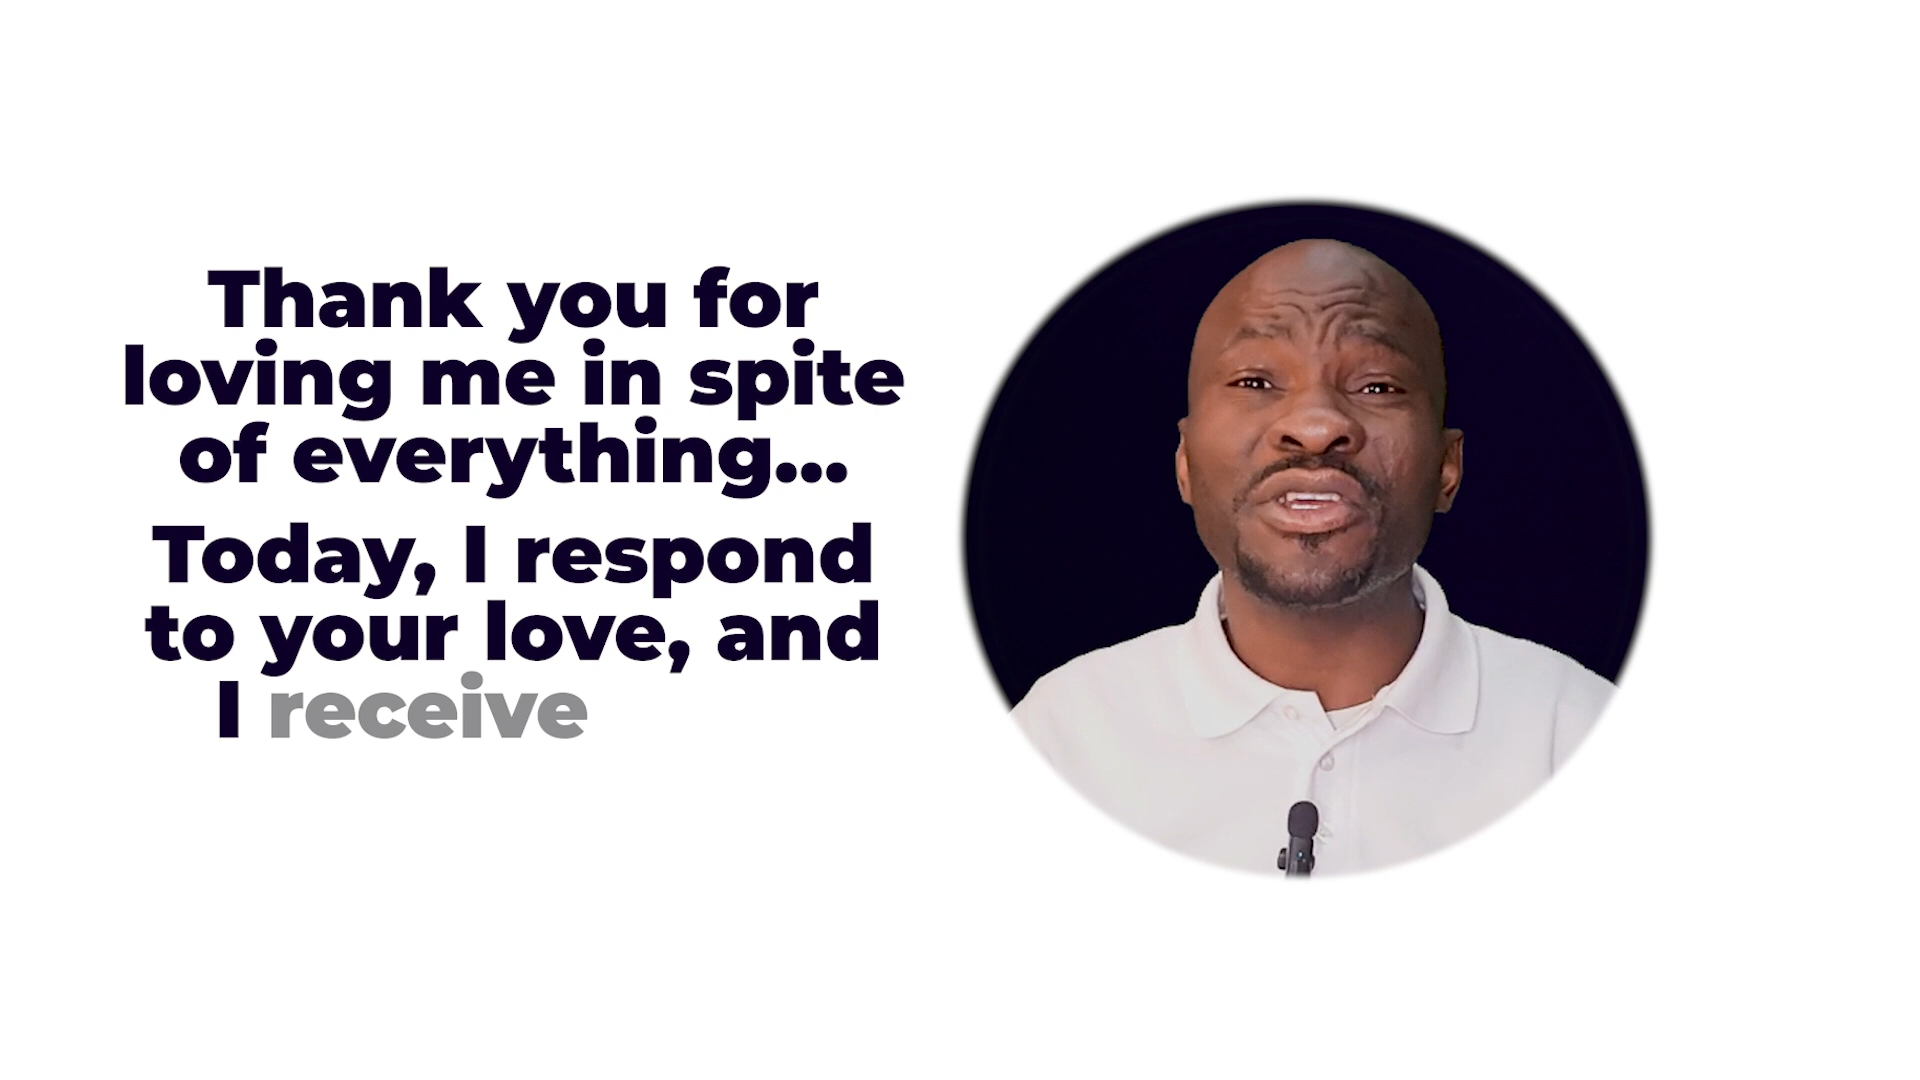 Thank you for
loving me in spite
of everything...
Today, I respond
to your love, and
I receive